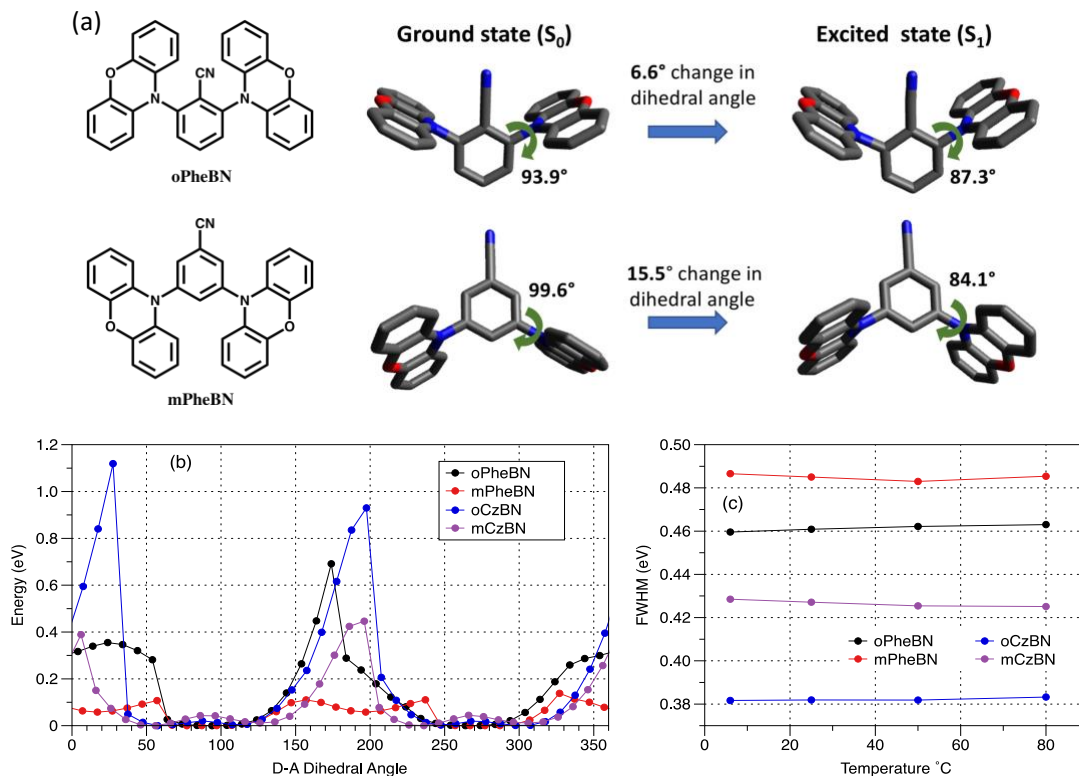 (a)
Ground state (S₀)
Excited state (S₁)
O
CN
O
N
N
oPheBN
6.6° change in
dihedral angle
93.9°
87.3°
CN
N
N
O
O
mPheBN
99.6°
15.5° change in
dihedral angle
84.1°
(b)
1.2
1.0
0.8
0.6
0.4
0.2
0
Energy (eV)
oPheBN
mPheBN
oCzBN
mCzBN
0
50
100
150
200
250
300
350
D-A Dihedral Angle
(c)
0.50
0.48
0.46
0.44
0.42
0.40
0.38
FWHM (eV)
oPheBN
oCzBN
mPheBN
mCzBN
0
20
40
60
80
Temperature ˚C